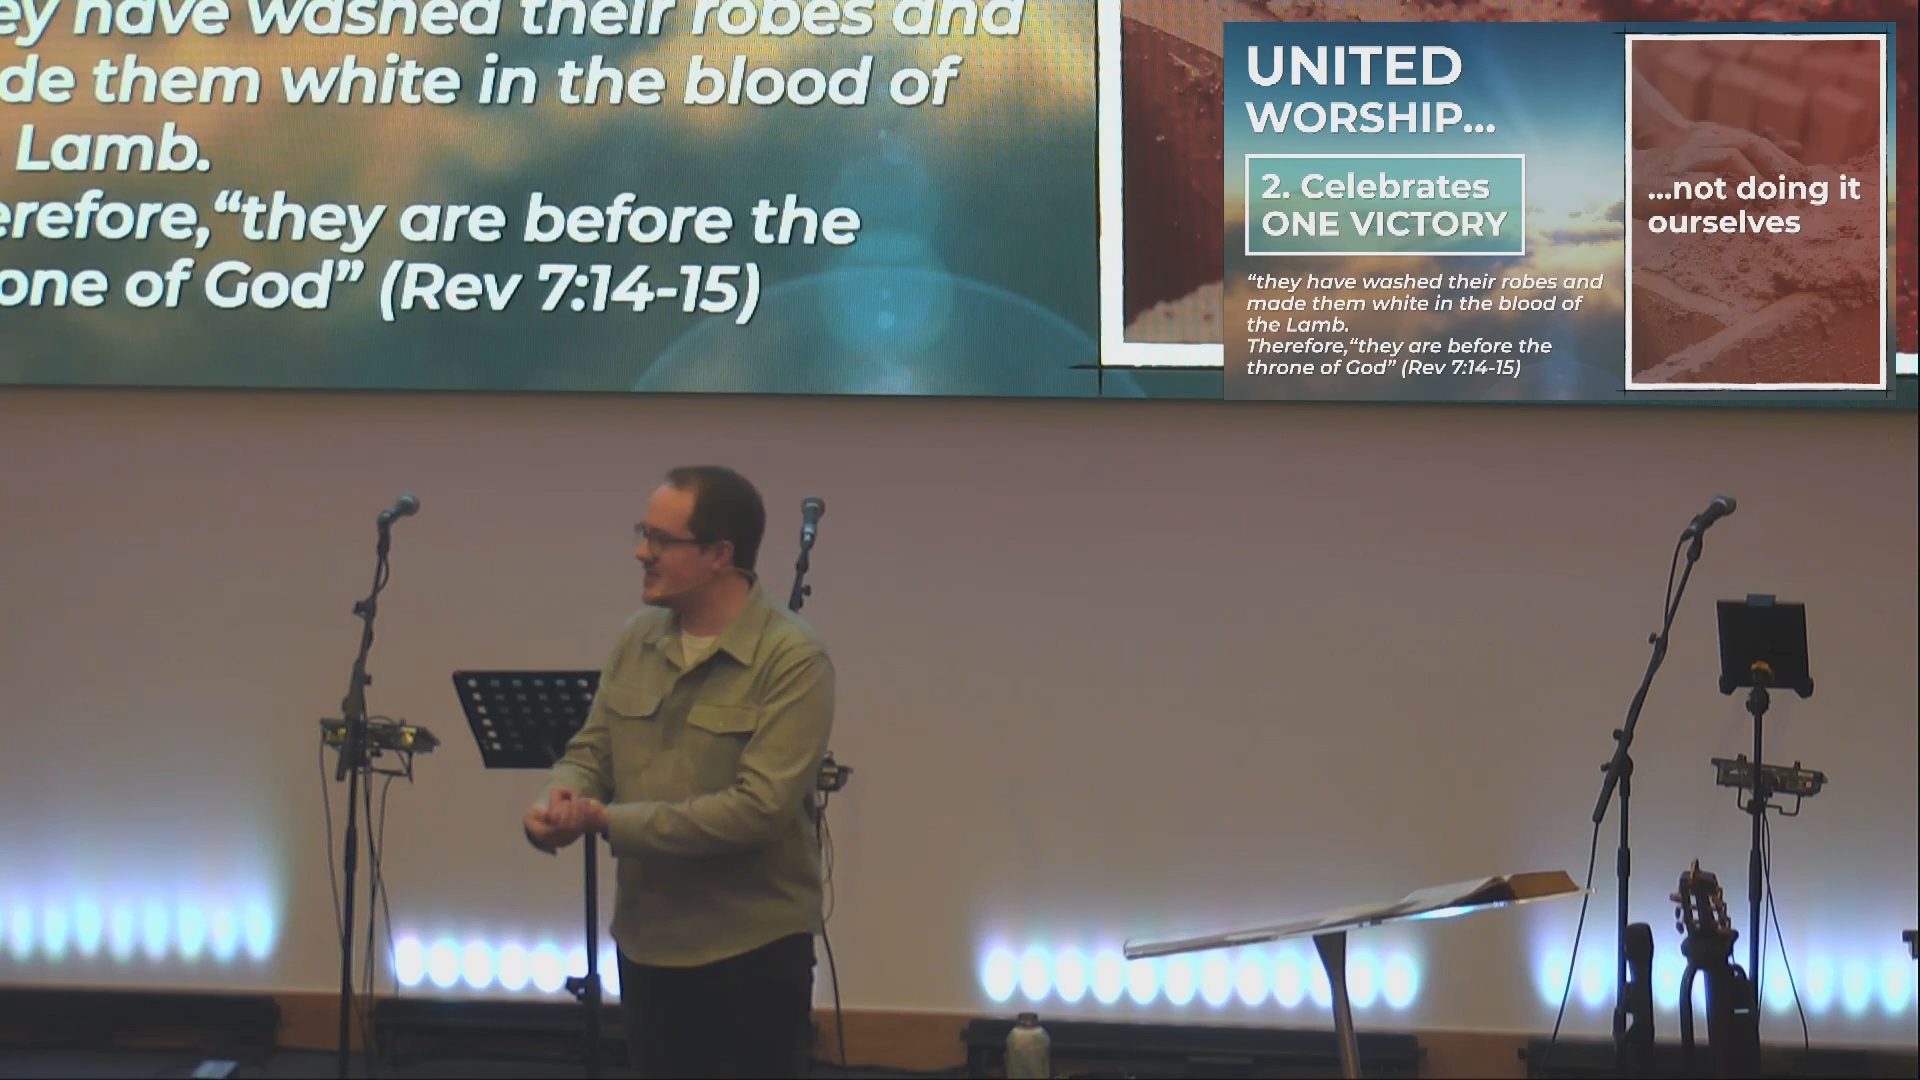 ey have washed their robes and
de them white in the blood of
Lamb.
erefore,“they are before the
one of God” (Rev 7:14-15)
UNITED
WORSHIP...
2. Celebrates
ONE VICTORY
“they have washed their robes and
made them white in the blood of
the Lamb.
Therefore,“they are before the
throne of God” (Rev 7:14-15)
...not doing it
ourselves